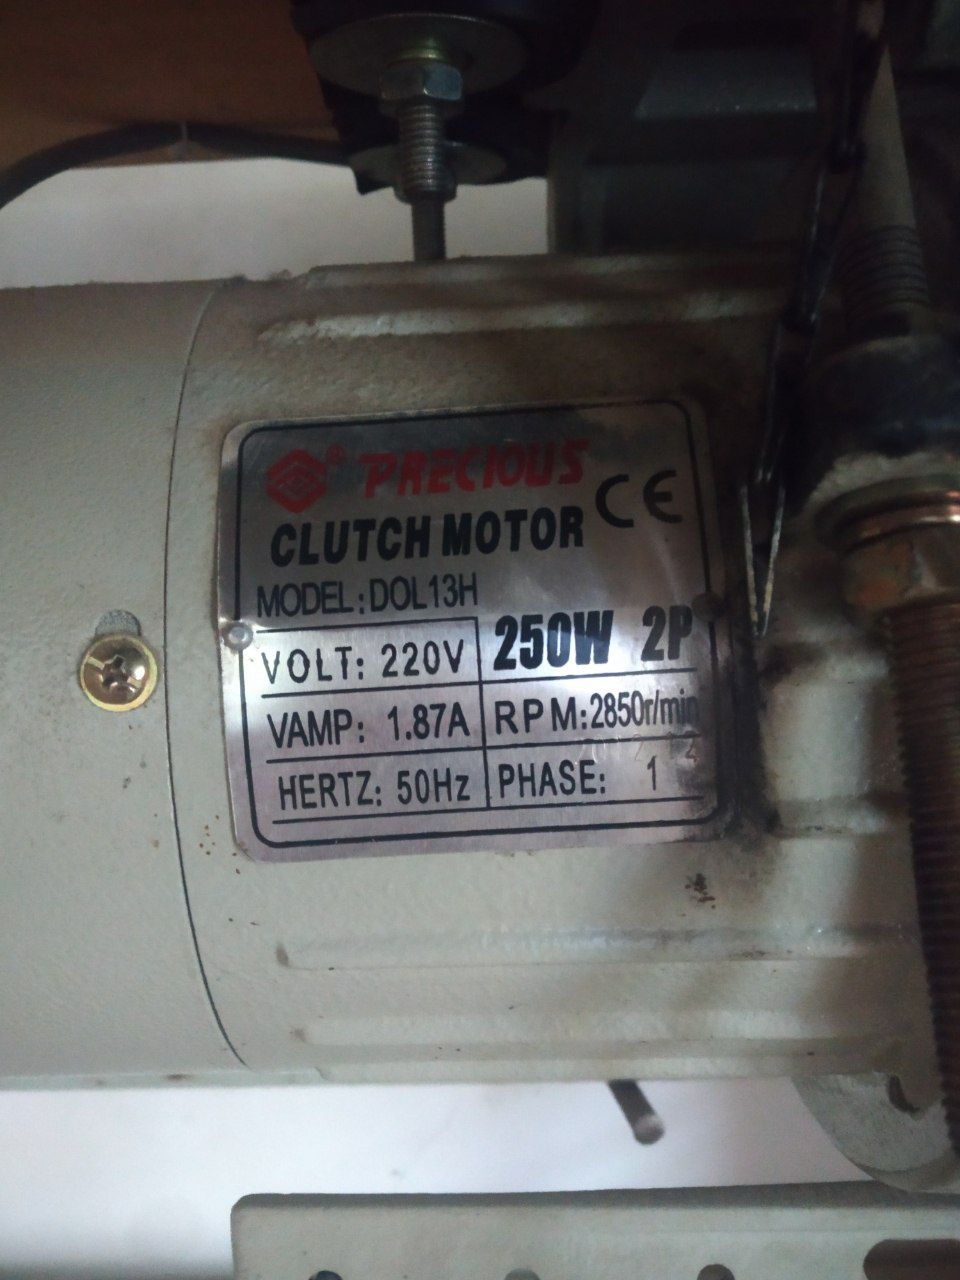 ® PRECIOUS
CE
CLUTCH MOTOR
MODEL: DOL13H
250W 2P
VOLT: 220V
VAMP: 1.87A
RPM: 2850r/min
HERTZ: 50Hz
PHASE: 1